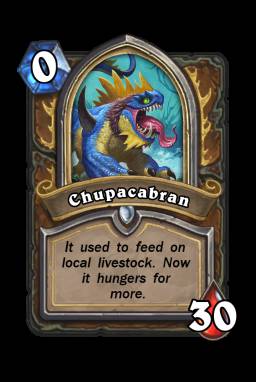 0
Chupacabran
It used to feed on
local livestock. Now
it hungers for
more.
30